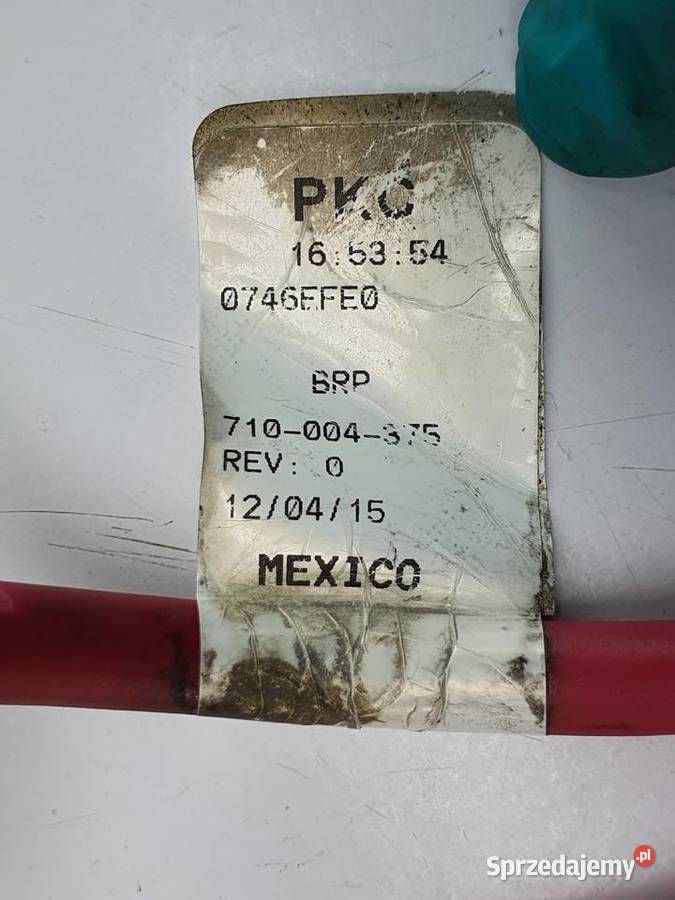 PKC
16:53:54
0746EFE0
BRP
710-004-375
REV: 0
12/04/15
MEXICO
Sprzedajemy.pl